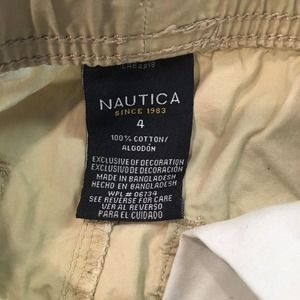 NAUTICA
SINCE 1983
4
100% COTTON/
ALGODÓN
EXCLUSIVE OF DECORATION
EXCLUSIVO DE DECORACIÓN
MADE IN BANGLADESH
HECHO EN BANGLADESH
WPL # 06734
SEE REVERSE FOR CARE
VER AL REVERSO
PARA EL CUIDADO